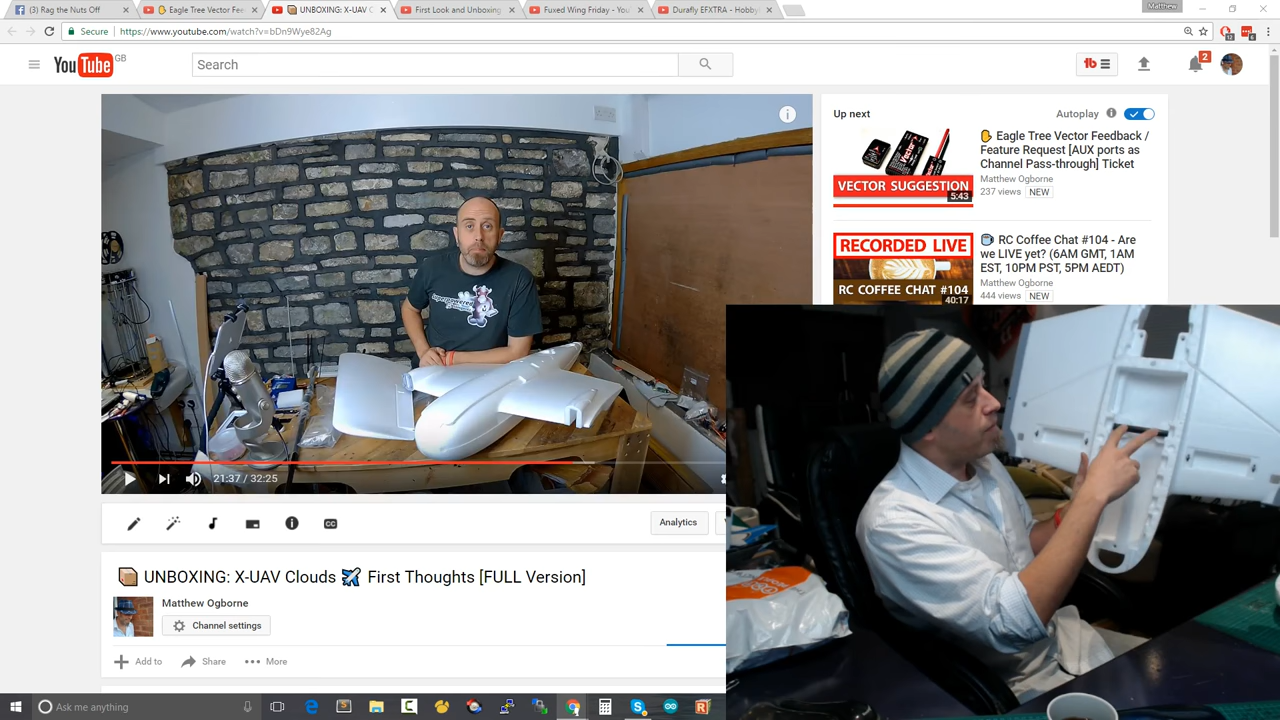 (3) Rag the Nuts Off
Eagle Tree Vector Fee
UNBOXING: X-UAV C
First Look and Unboxing
Fuxed Wing Friday - You
Durafly EFXTRA - Hobby
Matthew
Secure
https://www.youtube.com/watch?v=bDn9Wye82Ag
12
6
YouTube GB
Search
2
Up next
Autoplay
VECTOR SUGGESTION
5:43
Eagle Tree Vector Feedback /
Feature Request [AUX ports as
Channel Pass-through] Ticket
Matthew Ogborne
237 views NEW
RECORDED LIVE
RC COFFEE CHAT #104
40:17
RC Coffee Chat #104 - Are
we LIVE yet? (6AM GMT, 1AM
EST, 10PM PST, 5PM AEDT)
Matthew Ogborne
444 views NEW
21:37 / 32:25
CC
Analytics
UNBOXING: X-UAV Clouds First Thoughts [FULL Version]
Matthew Ogborne
Channel settings
Add to
Share
More
Ask me anything